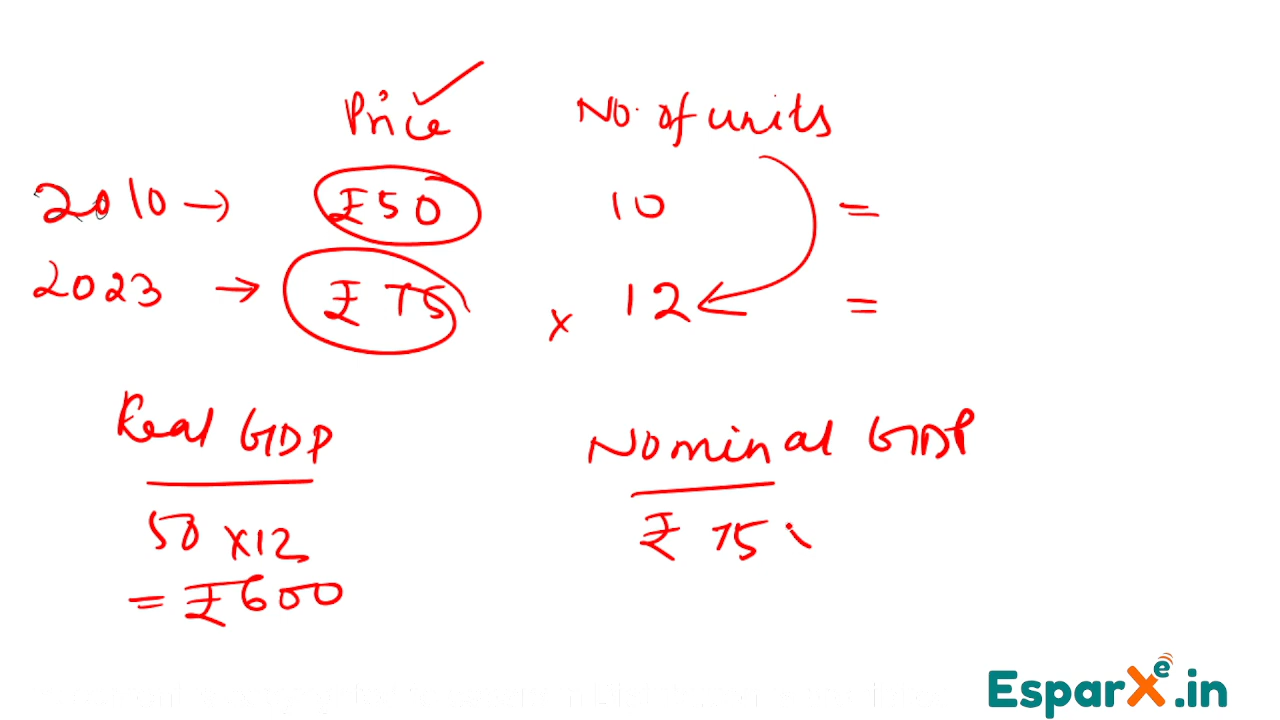 Price ✓ No. of units
2010 → ₹50 10 =
2023 → ₹ 75 × 12 =
Real GDP Nominal GDP
50 ×12 ₹ 75
= ₹600
EsparXe.in